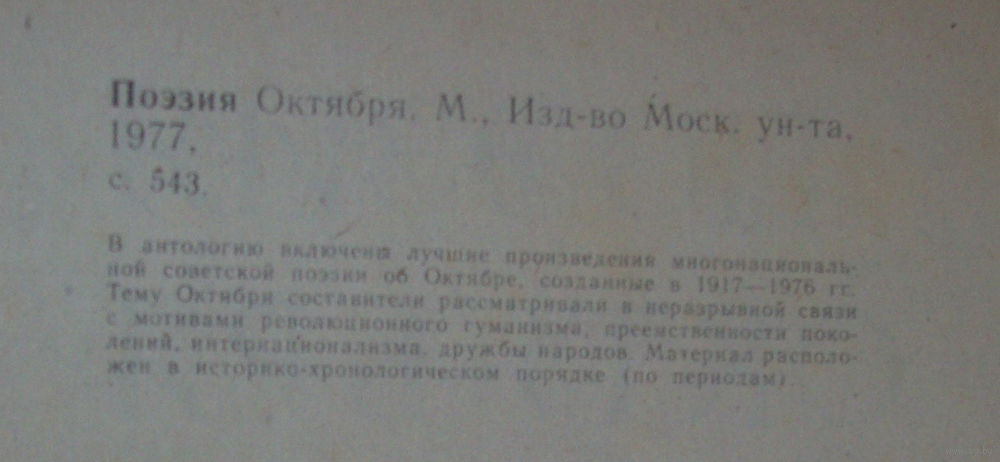 Поэзия Октября. М., Изд-во Моск. ун-та,
1977,
с. 543.
В антологию включены лучшие произведения многонациональ-
ной советской поэзии об Октябре, созданные в 1917—1976 гг.
Тему Октября составители рассматривали в неразрывной связи
с мотивами революционного гуманизма, преемственности поко-
лений, интернационализма, дружбы народов. Материал располо-
жен в историко-хронологическом порядке (по периодам).